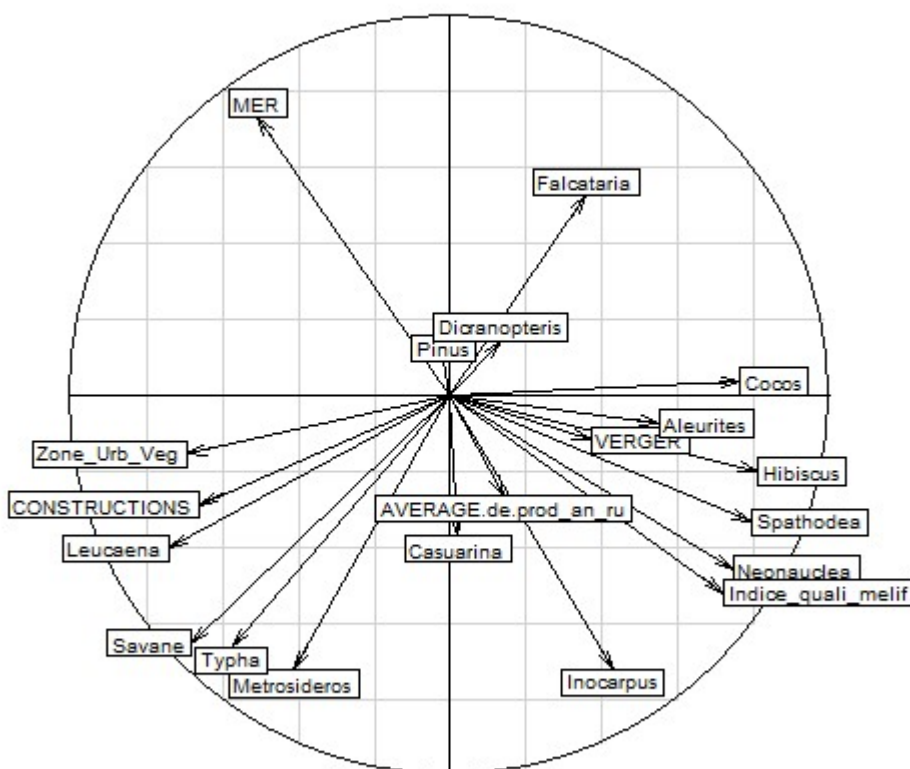 MER
Falcataria
Dicranopteris
Pinus
Cocos
Aleurites
VERGER
Zone_Urb_Veg
Hibiscus
CONSTRUCTIONS
AVERAGE.de.prod_an_ru
Spathodea
Leucaena
Casuarina
Neonauclea
Indice_quali_melif
Savane
Typha
Metrosideros
Inocarpus